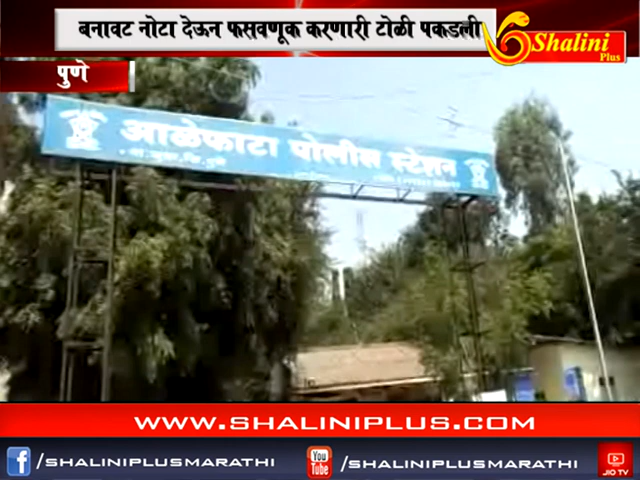 बनावट नोटा देऊन फसवणूक करणारी टोळी पकडली
Shalini
Plus
पुणे
आळेफाटा पोलीस स्टेशन
WWW.SHALINIPLUS.COM
f /SHALINIPLUSMARATHI
You Tube /SHALINIPLUSMARATHI
JIO TV